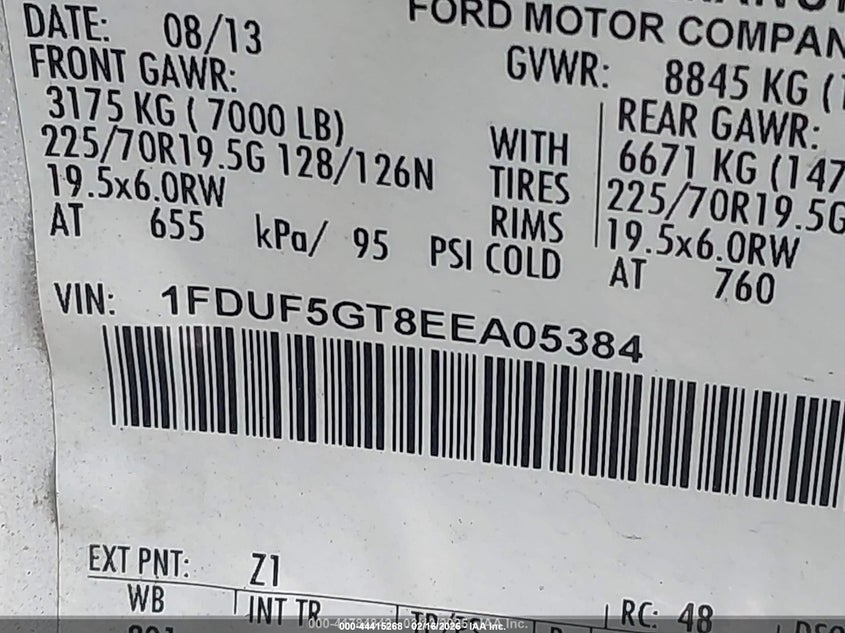 DATE: 08/13
FORD MOTOR COMPAN
FRONT GAWR:
GVWR: 8845 KG (1
3175 KG ( 7000 LB)
REAR GAWR:
225/70R19.5G 128/126N
WITH
6671 KG (147
19.5x6.0RW
TIRES
225/70R19.5G
RIMS
19.5x6.0RW
AT 655 kPa/ 95 PSI COLD
AT 760
VIN: 1FDUF5GT8EEA05384
EXT PNT: Z1
RC: 48
WB
INT TR
000-44415268 02/16/2026 IAA Inc.